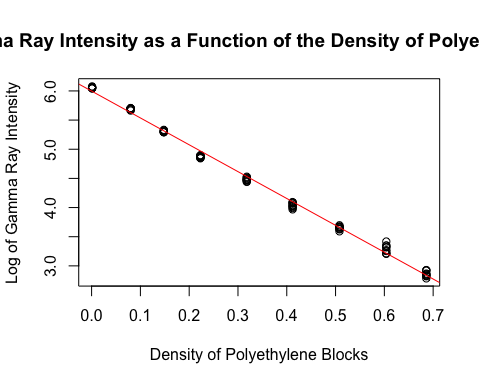 a Ray Intensity as a Function of the Density of Polye
Log of Gamma Ray Intensity
6.0
5.0
4.0
3.0
0.0 0.1 0.2 0.3 0.4 0.5 0.6 0.7
Density of Polyethylene Blocks